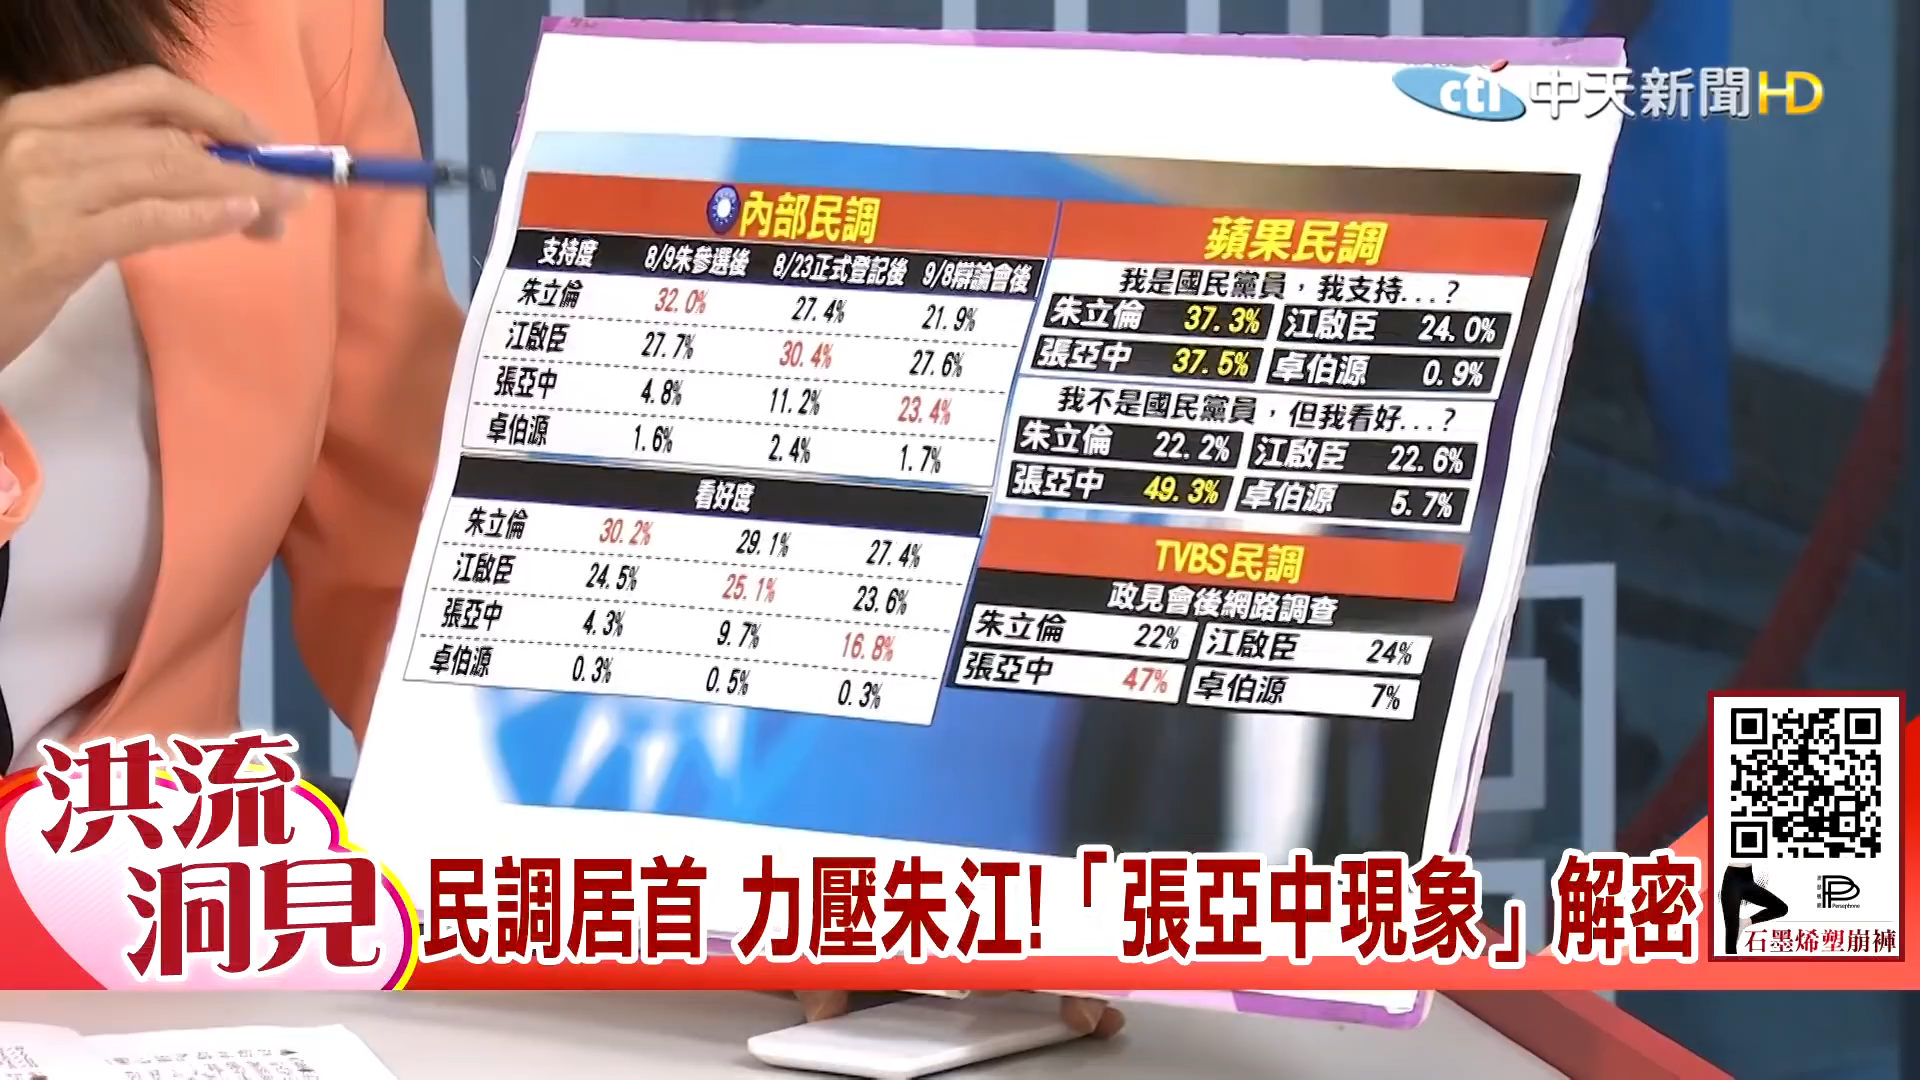 cti 中天新聞HD
內部民調
支持度 8/9朱參選後 8/23正式登記後 9/8辯論會後
朱立倫 32.0% 27.4% 21.9%
江啟臣 27.7% 30.4% 27.6%
張亞中 4.8% 11.2% 23.4%
卓伯源 1.6% 2.4% 1.7%
看好度
朱立倫 30.2% 29.1% 27.4%
江啟臣 24.5% 25.1% 23.6%
張亞中 4.3% 9.7% 16.8%
卓伯源 0.3% 0.5% 0.3%
蘋果民調
我是國民黨員，我支持...?
朱立倫 37.3% 江啟臣 24.0%
張亞中 37.5% 卓伯源 0.9%
我不是國民黨員，但我看好...?
朱立倫 22.2% 江啟臣 22.6%
張亞中 49.3% 卓伯源 5.7%
TVBS民調
政見會後網路調查
朱立倫 22% 江啟臣 24%
張亞中 47% 卓伯源 7%
洪流
洞見
民調居首 力壓朱江!「張亞中現象」解密
石墨烯塑崩褲